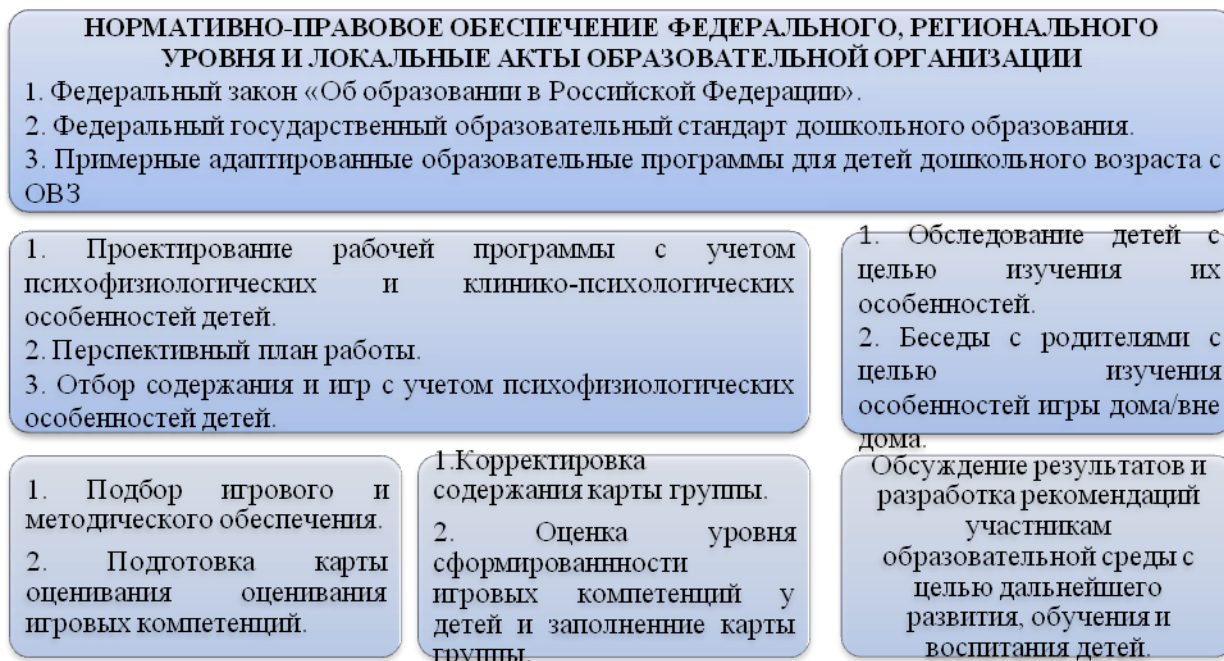 НОРМАТИВНО-ПРАВОВОЕ ОБЕСПЕЧЕНИЕ ФЕДЕРАЛЬНОГО, РЕГИОНАЛЬНОГО
УРОВНЯ И ЛОКАЛЬНЫЕ АКТЫ ОБРАЗОВАТЕЛЬНОЙ ОРГАНИЗАЦИИ
1. Федеральный закон «Об образовании в Российской Федерации».
2. Федеральный государственный образовательный стандарт дошкольного образования.
3. Примерные адаптированные образовательные программы для детей дошкольного возраста с
ОВЗ
1. Проектирование рабочей программы с учетом
психофизиологических и клинико-психологических
особенностей детей.
2. Перспективный план работы.
3. Отбор содержания и игр с учетом психофизиологических
особенностей детей.
1. Обследование детей с
целью изучения их
особенностей.
2. Беседы с родителями с
целью изучения
особенностей игры дома/вне
дома.
1. Подбор игрового и
методического обеспечения.
2. Подготовка карты
оценивания оценивания
игровых компетенций.
1.Корректировка
содержания карты группы.
2. Оценка уровня
сформированнности
игровых компетенций у
детей и заполненние карты
группы.
Обсуждение результатов и
разработка рекомендаций
участникам
образовательной среды с
целью дальнейшего
развития, обучения и
воспитания детей.